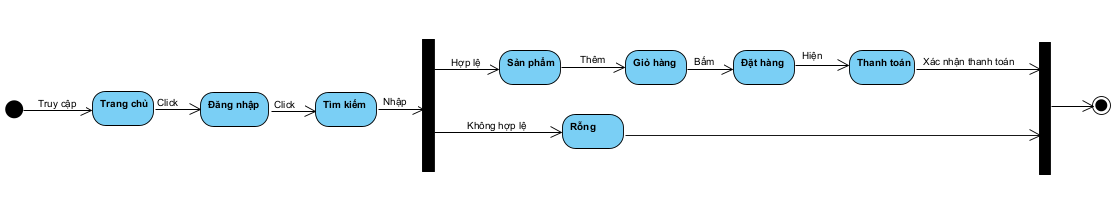 Truy cập
Trang chủ
Click
Đăng nhập
Click
Tìm kiếm
Nhập
Hợp lệ
Sản phẩm
Thêm
Giỏ hàng
Bấm
Đặt hàng
Hiện
Thanh toán
Xác nhận thanh toán
Không hợp lệ
Rỗng